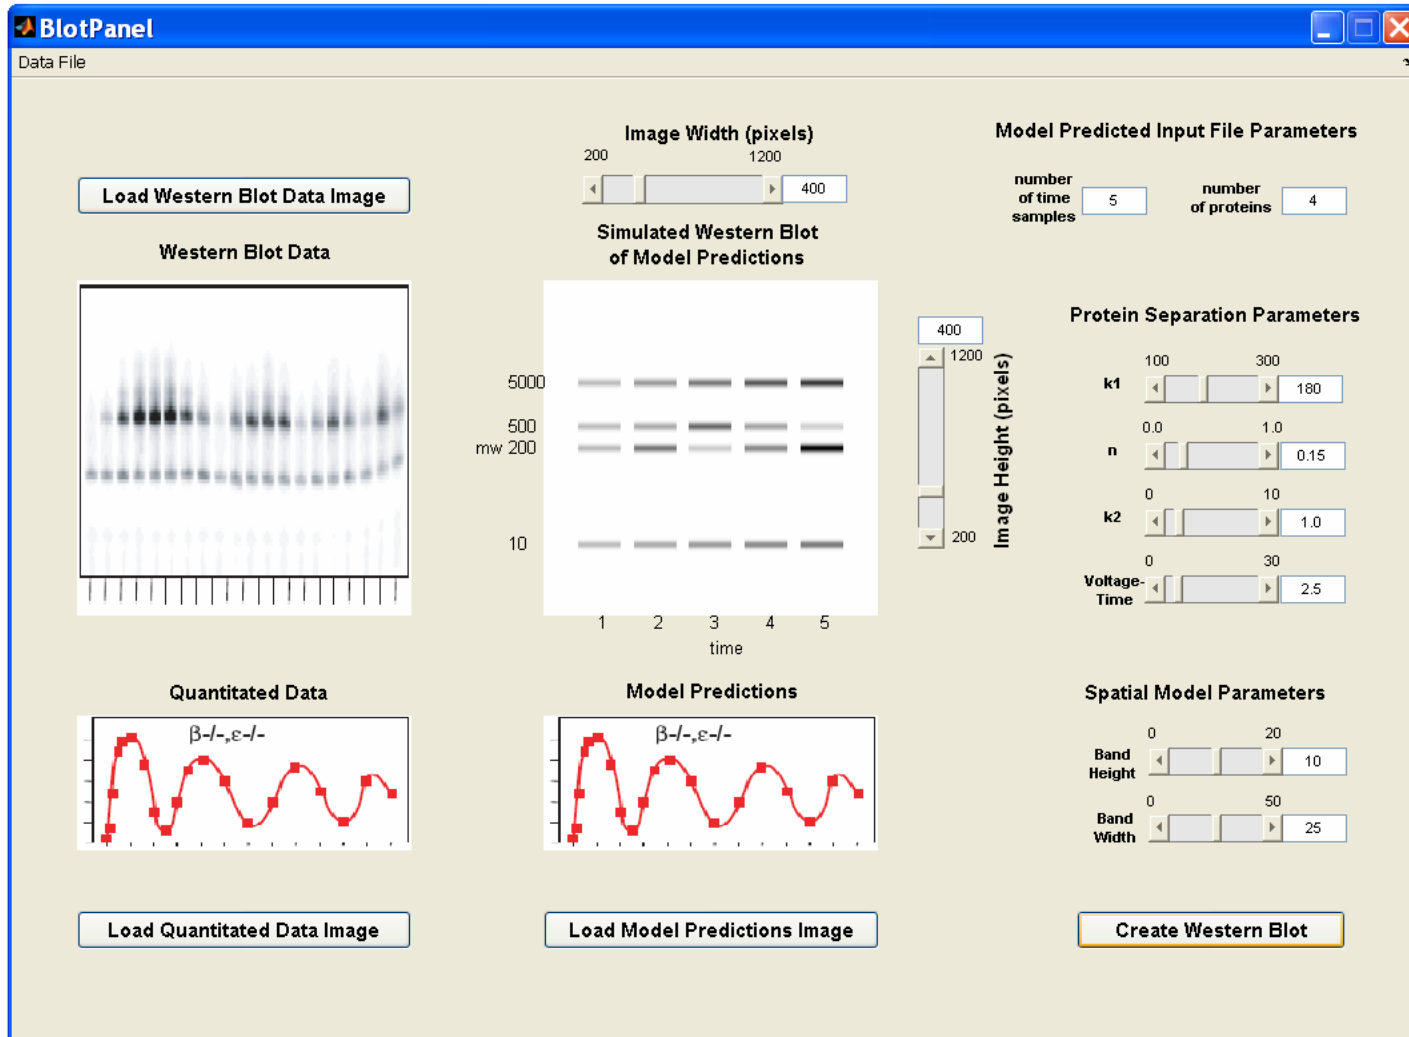 BlotPanel
Data File
Load Western Blot Data Image
Western Blot Data
Quantitated Data
β-/-,ε-/-
Load Quantitated Data Image
Image Width (pixels)
200 1200
400
Simulated Western Blot
of Model Predictions
5000
500
mw 200
10
1 2 3 4 5
time
400
1200
200
Image Height (pixels)
Model Predictions
β-/-,ε-/-
Load Model Predictions Image
Model Predicted Input File Parameters
number
of time
samples
5
number
of proteins
4
Protein Separation Parameters
100 300
k1 180
0.0 1.0
n 0.15
0 10
k2 1.0
0 30
Voltage-
Time
2.5
Spatial Model Parameters
0 20
Band
Height
10
0 50
Band
Width
25
Create Western Blot